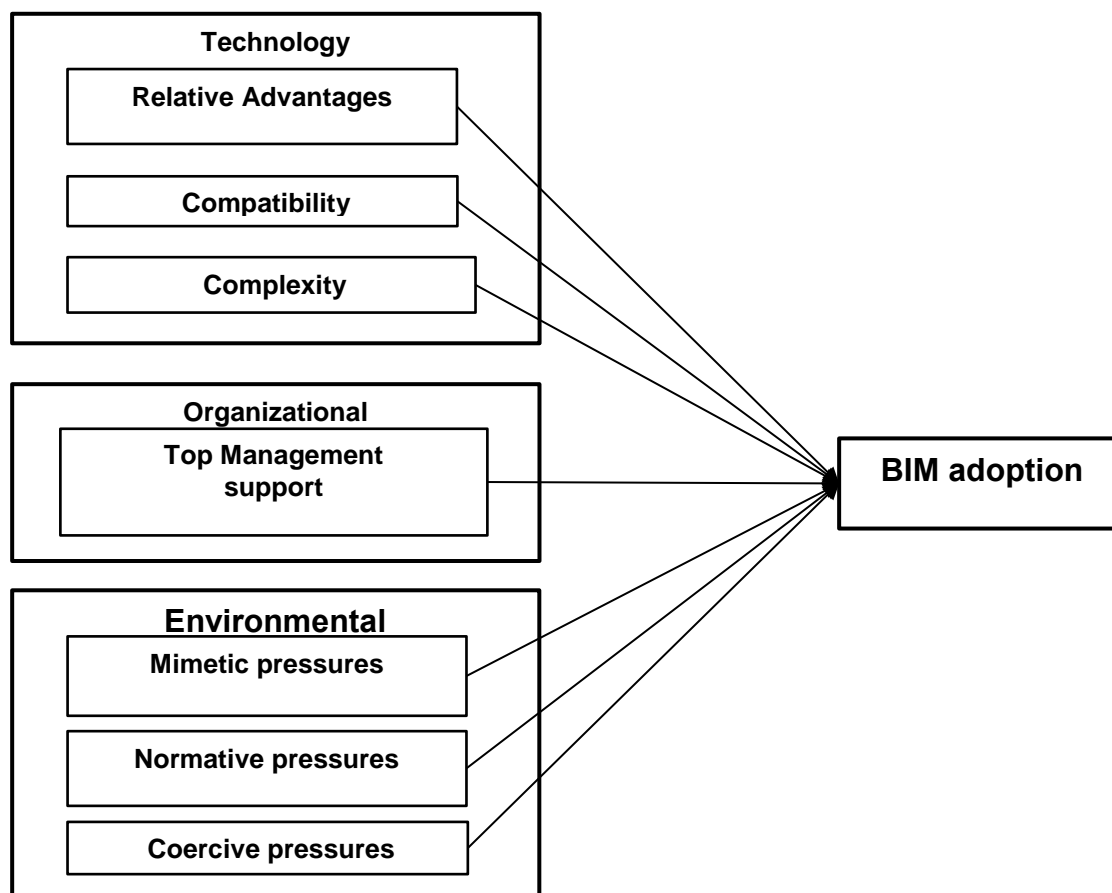 Technology
Relative Advantages
Compatibility
Complexity
Organizational
Top Management
support
BIM adoption
Environmental
Mimetic pressures
Normative pressures
Coercive pressures